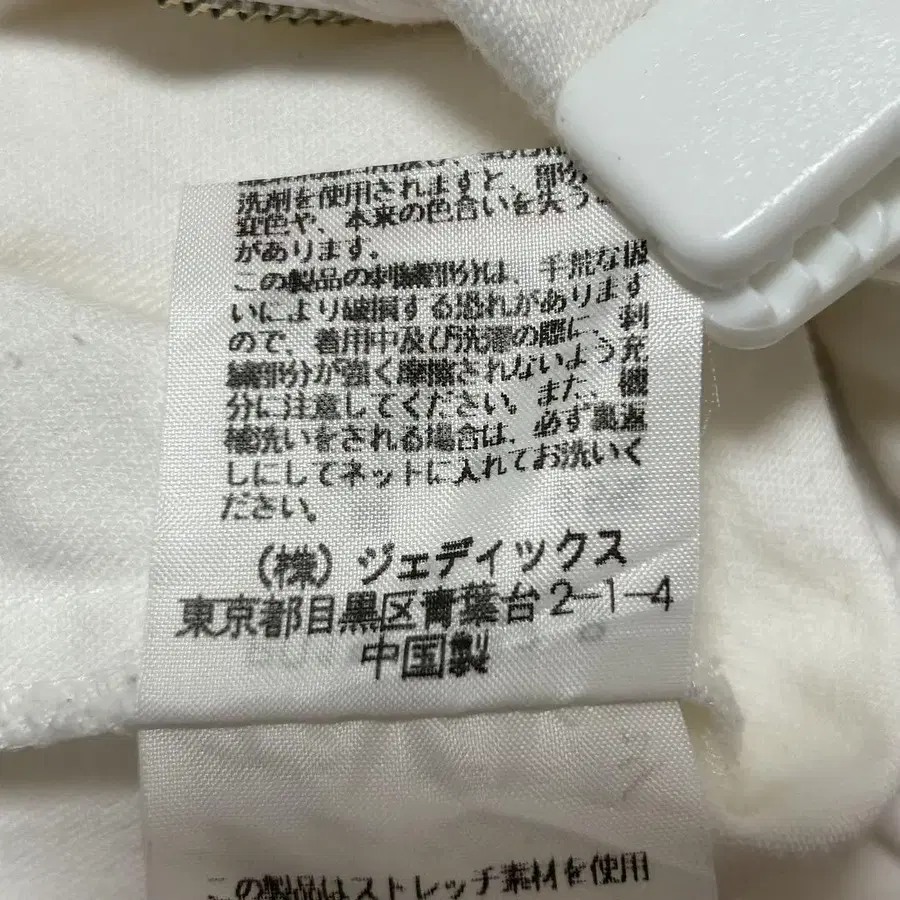 洗剤を使用されますと、部分
変色や、本来の色合いを失う
があります。
この製品の刺繍部分は、手荒な扱
いにより破損する恐れがあります
ので、着用中及び洗濯の際に、刺
繍部分が強く摩擦されないよう充
分に注意してください。また、機
械洗いをされる場合は、必ず裏返
しにしてネットに入れてお洗いく
ださい。
(株) ジェディックス
東京都目黒区青葉台2-1-4
中国製
この製品はストレッチ素材を使用